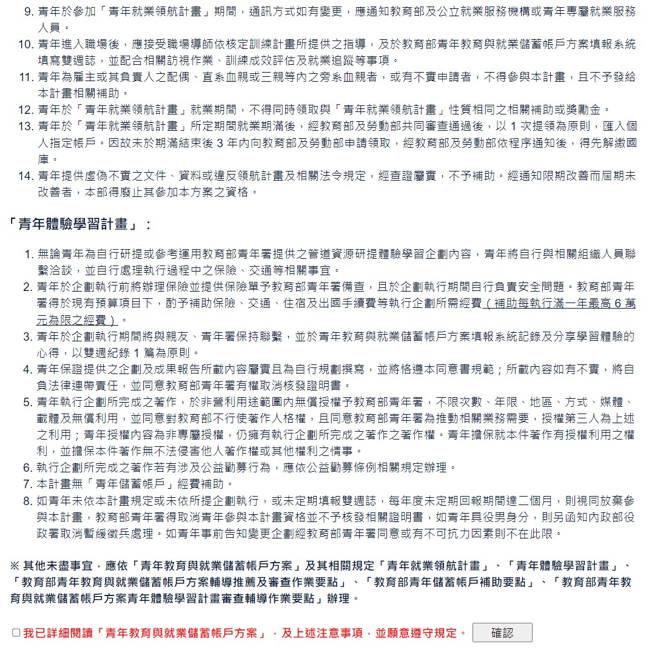 9. 青年於參加「青年就業領航計畫」期間，通訊方式如有變更，應通知教育部及公立就業服務機構或青年專屬就業服務
人員。
10. 青年進入職場後，應接受職場導師依核定訓練計畫所提供之指導，及於教育部青年教育與就業儲蓄帳戶方案填報系統
填寫雙週誌，並配合相關訪視作業、訓練成效評估及就業追蹤等事項。
11. 青年為雇主或其負責人之配偶、直系血親或三親等內之旁系血親者，或有不實申請者，不得參與本計畫，且不予發給
本計畫相關補助。
12. 青年於「青年就業領航計畫」就業期間，不得同時領取與「青年就業領航計畫」性質相同之相關補助或獎勵金。
13. 青年於「青年就業領航計畫」所定期間就業期滿後，經教育部及勞動部共同審查通過後，以 1 次提領為原則，匯入個
人指定帳戶。因故未於期滿結束後 3 年內向教育部及勞動部申請領取，經教育部及勞動部依程序通知後，得先解繳國
庫。
14. 青年提供虛偽不實之文件、資料或違反領航計畫及相關法令規定，經查證屬實，不予補助。經通知限期改善而屆期未
改善者，本部得廢止其參加本方案之資格。
「青年體驗學習計畫」：
1. 無論青年為自行研提或參考運用教育部青年署提供之管道資源研提體驗學習企劃內容，青年將自行與相關組織人員聯
繫洽談，並自行處理執行過程中之保險、交通等相關事宜。
2. 青年於企劃執行前將辦理保險並提供保險單予教育部青年署備查，且於企劃執行期間自行負責安全問題。教育部青年
署得於現有預算項目下，酌予補助保險、交通、住宿及出國手續費等執行企劃所需經費（補助每執行滿一年最高 6 萬
元為限之經費）。
3. 青年於企劃執行期間將與親友、青年署保持聯繫，並於青年教育與就業儲蓄帳戶方案填報系統記錄及分享學習體驗的
心得，以雙週紀錄 1 篇為原則。
4. 青年保證提供之企劃及成果報告所載內容屬實且為自行規劃撰寫，並將恪遵本同意書規範；所載內容如有不實，將自
負法律連帶責任，並同意教育部青年署有權取消核發證明書。
5. 青年執行企劃所完成之著作，於非營利用途範圍內無償授權予教育部青年署，不限次數、年限、地區、方式、媒體、
載體及無償利用，並同意對教育部不行使著作人格權，且同意教育部青年署為推動相關業務需要，授權第三人為上述
之利用；青年授權內容為非專屬授權，仍擁有執行企劃所完成之著作之著作權。青年擔保就本件著作有授權利用之權
利，並擔保本件著作無不法侵害他人著作權或其他權利之情事。
6. 執行企劃所完成之著作若有涉及公益勸募行為，應依公益勸募條例相關規定辦理。
7. 本計畫無「青年儲蓄帳戶」經費補助。
8. 如青年未依本計畫規定或未依所提企劃執行，或未定期填報雙週誌，每年度未定期回報期間達二個月，則視同放棄參
與本計畫，教育部青年署得取消青年參與本計畫資格並不予核發相關證明書，如青年具役男身分，則另函知內政部役
政署取消暫緩徵兵處理。如青年事前告知變更企劃經教育部青年署同意或有不可抗力因素則不在此限。
※ 其他未盡事宜，應依「青年教育與就業儲蓄帳戶方案」及其相關規定「青年就業領航計畫」、「青年體驗學習計畫」、
「教育部青年教育與就業儲蓄帳戶方案輔導推薦及審查作業要點」、「教育部青年儲蓄帳戶補助要點」、「教育部青年教
育與就業儲蓄帳戶方案青年體驗學習計畫審查輔導作業要點」辦理。
我已詳細閱讀「青年教育與就業儲蓄帳戶方案」，及上述注意事項，並願意遵守規定。 確認